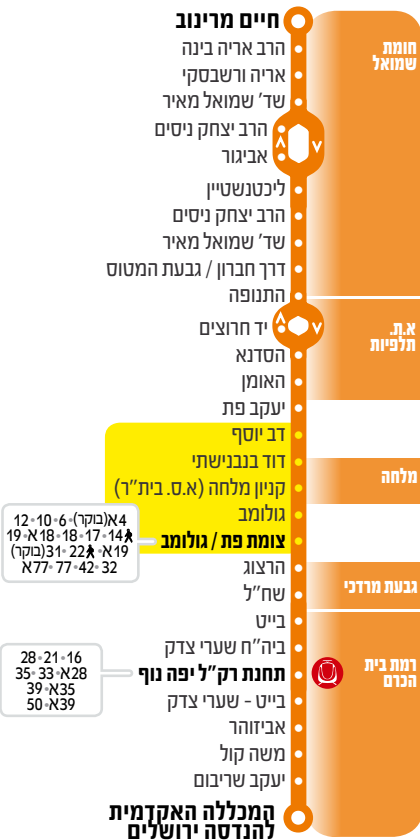 חיים מרינוב
הרב אריה בינה
אריה ורשבסקי
שד' שמואל מאיר
הרב יצחק ניסים
אביגור
ליכטנשטיין
הרב יצחק ניסים
שד' שמואל מאיר
דרך חברון / גבעת המטוס
התנופה
יד חרוצים
הסדנא
האומן
יעקב פת
דב יוסף
דוד בנבנישתי
קניון מלחה (א.ס. בית"ר)
גולומב
צומת פת / גולומב
הרצוג
שח"ל
בייט
ביה"ח שערי צדק
תחנת רק"ל יפה נוף
בייט - שערי צדק
אביזוהר
משה קול
יעקב שריבום
המכללה האקדמית
להנדסה ירושלים
חומת
שמואל
א.ת.
תלפיות
מלחה
גבעת מרדכי
רמת בית
הכרם
4א(בוקר)•6•10•12
14•17•18•18א•19
19א•22•31(בוקר)
32•42•77•77א
16•21•28
28א•33•35
35א•39
39א•50